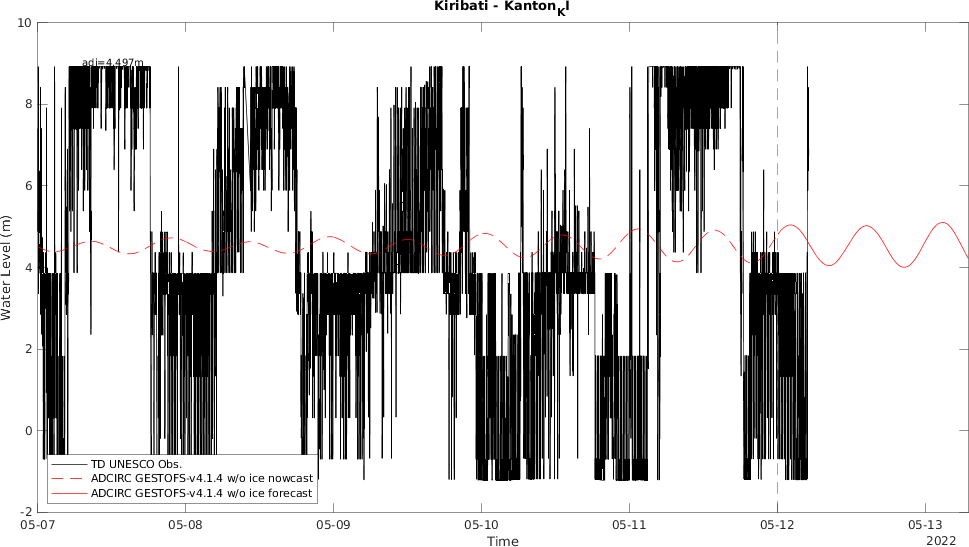 Kiribati - Kanton_KI
10
8
6
4
2
0
-2
Water Level (m)
adj=4.497m
TD UNESCO Obs.
ADCIRC GESTOFS-v4.1.4 w/o ice nowcast
ADCIRC GESTOFS-v4.1.4 w/o ice forecast
05-07 05-08 05-09 05-10 05-11 05-12 05-13
Time
2022